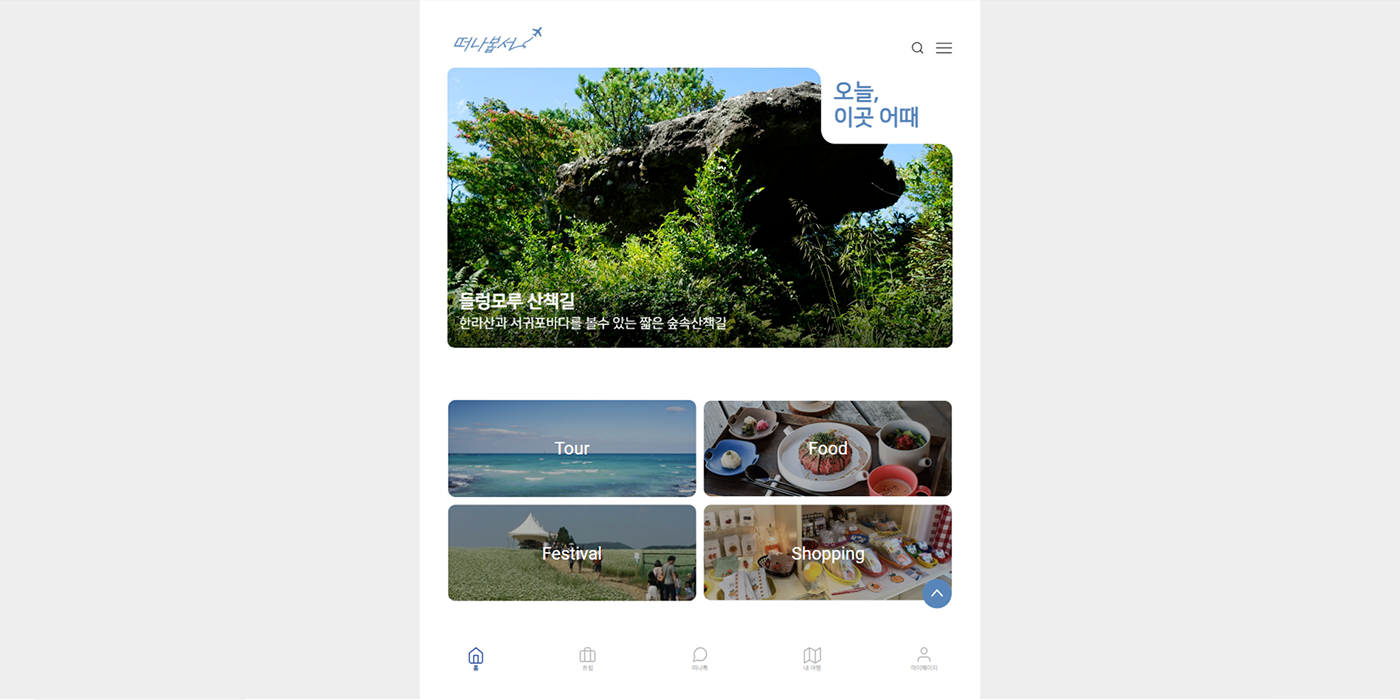 떠나봅서
오늘,
이곳 어때
들렁모루 산책길
한라산과 서귀포바다를 볼수 있는 짧은 숲속산책길
Tour
Food
Festival
Shopping
홈
트립
떠나톡
내 여행
마이페이지